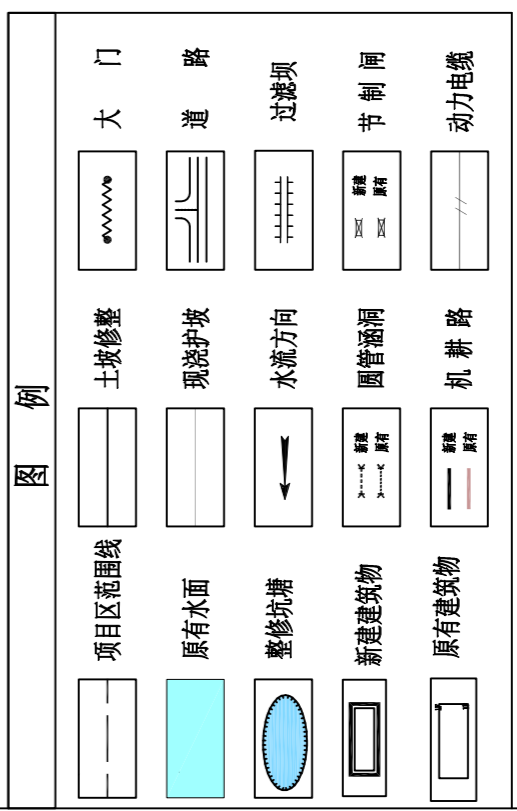 图 例
项目区范围线
土坡修整
大 门
原有水面
现浇护坡
道 路
整修坑塘
水流方向
过滤坝
新建建筑物
新建
原有
圆管涵洞
新建
原有
节 制 闸
原有建筑物
新建
原有
机 耕 路
动力电缆